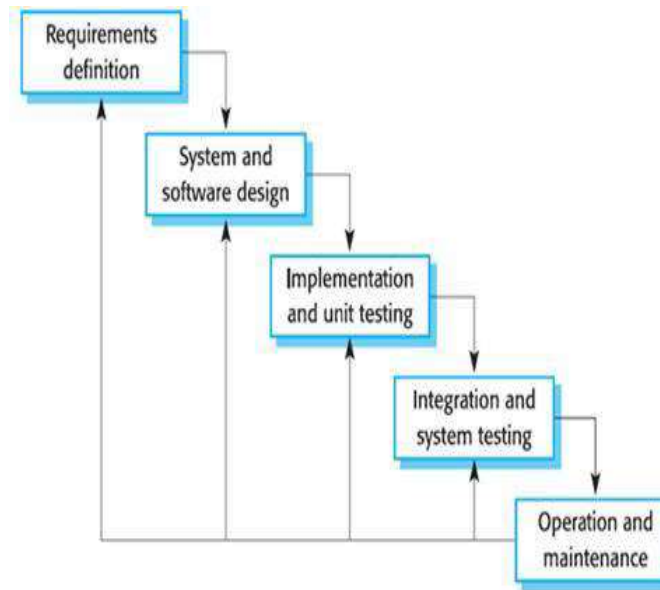 Requirements
definition
System and
software design
Implementation
and unit testing
Integration and
system testing
Operation and
maintenance